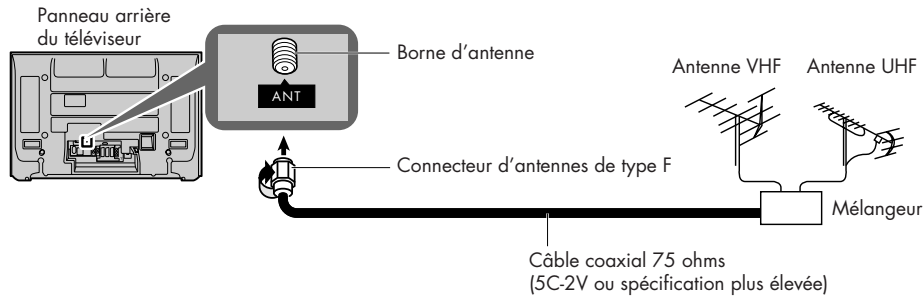 Panneau arrière
du téléviseur
Borne d'antenne
ANT
Antenne VHF
Antenne UHF
Connecteur d'antennes de type F
Mélangeur
Câble coaxial 75 ohms
(5C-2V ou spécification plus élevée)